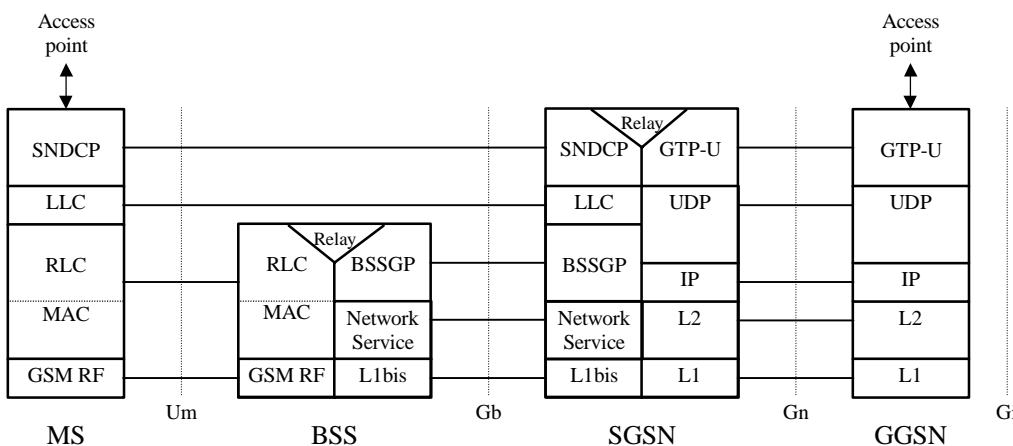 Access
point
Access
point
Relay
SNDCP
SNDCP
GTP-U
GTP-U
LLC
LLC
UDP
UDP
Relay
RLC
RLC
BSSGP
BSSGP
IP
IP
MAC
MAC
Network
Service
Network
Service
L2
L2
GSM RF
GSM RF
L1bis
L1bis
L1
L1
Um
Gb
Gn
MS
BSS
SGSN
GGSN